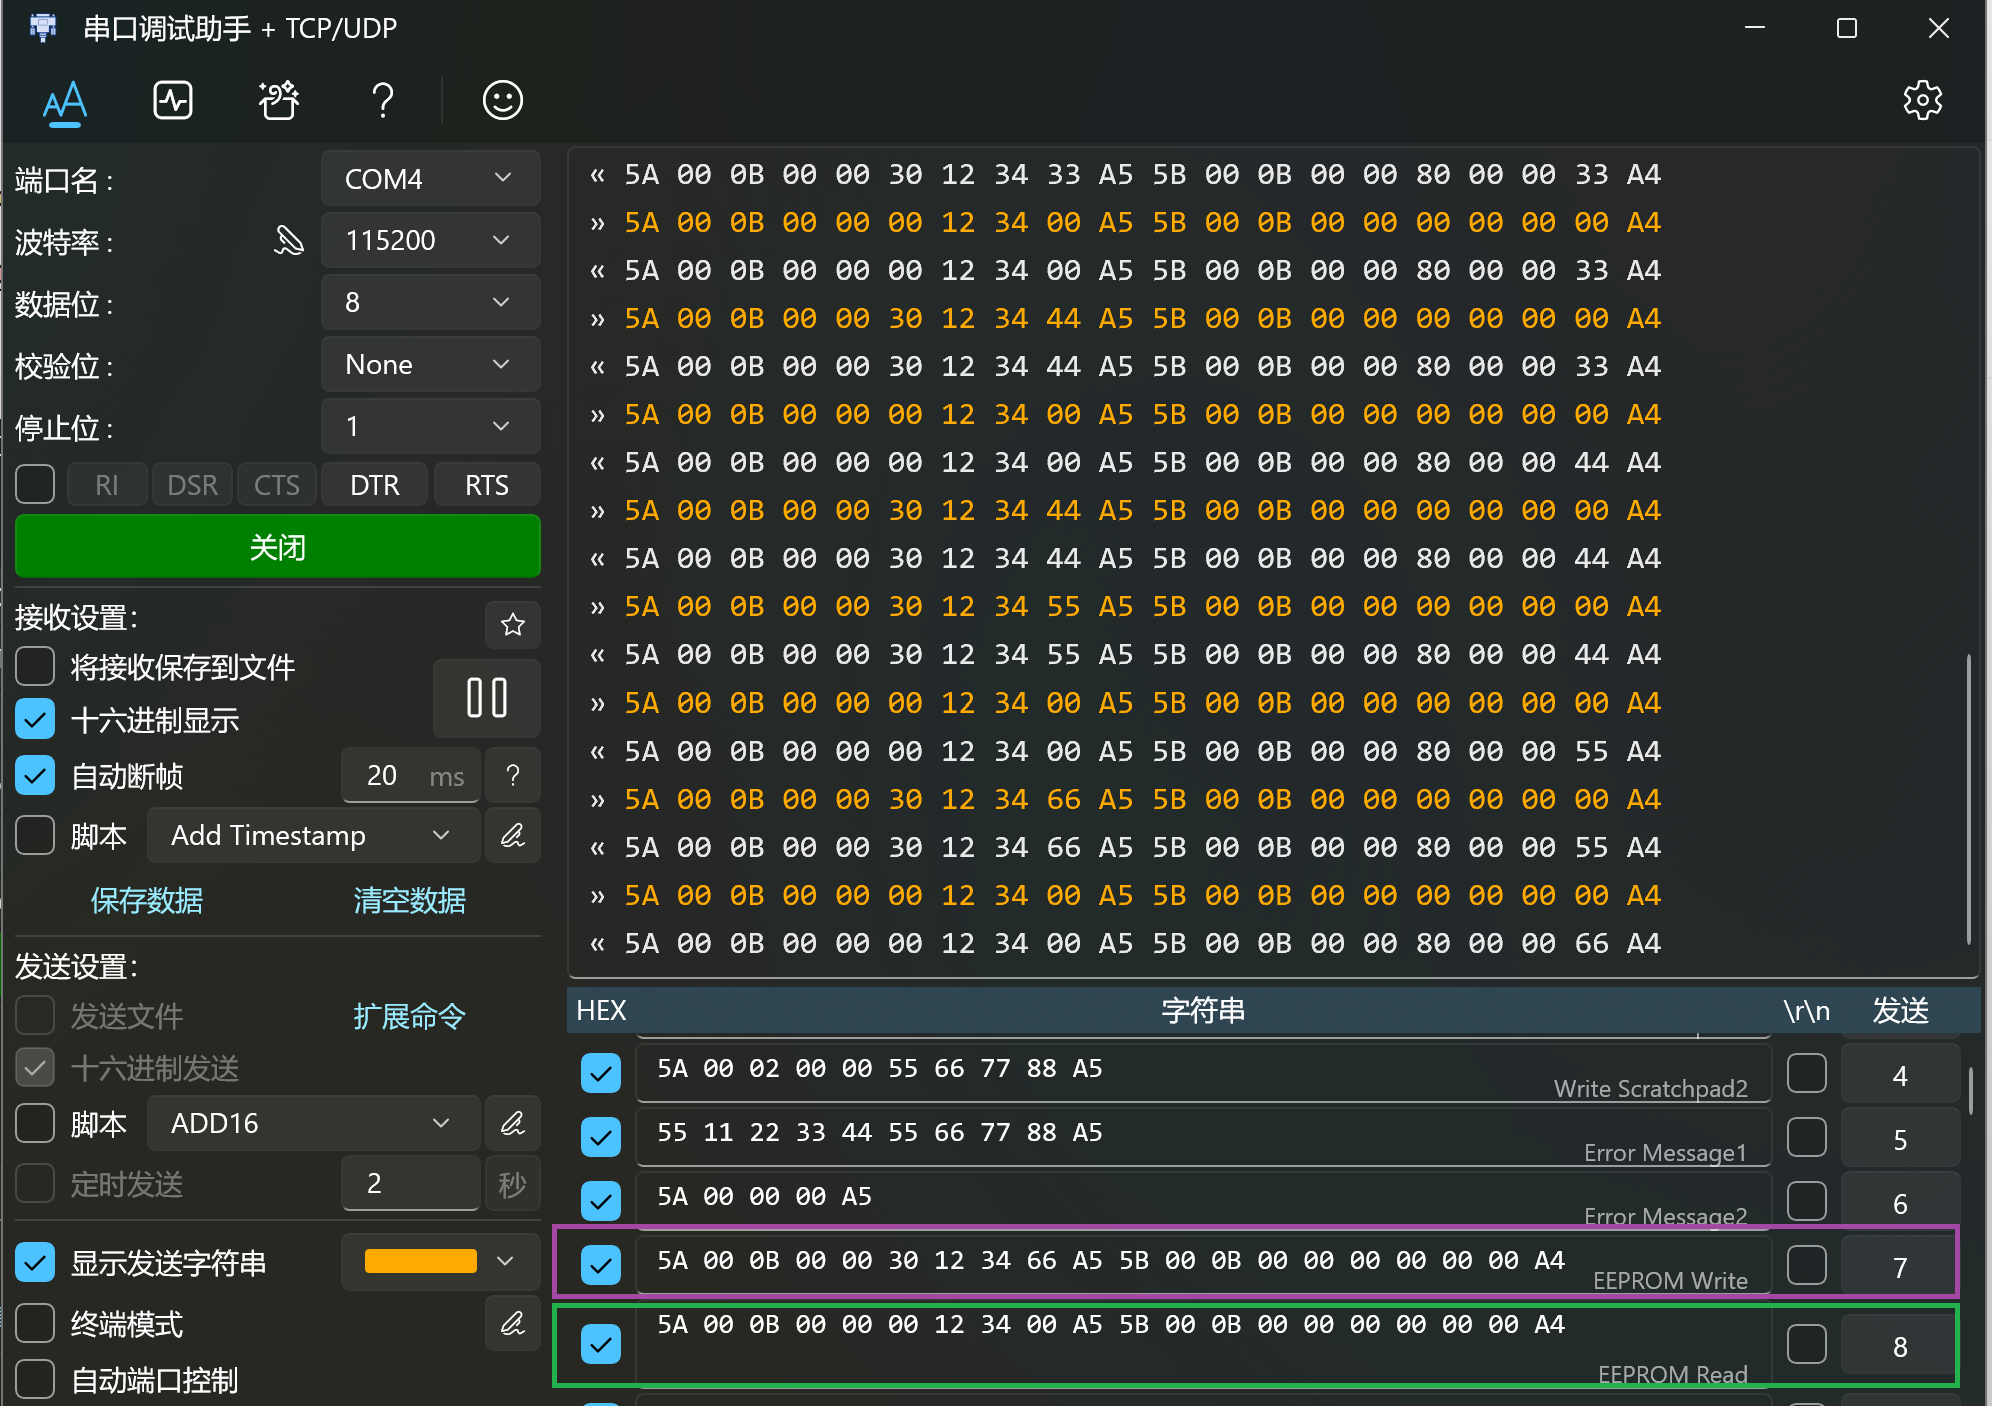 串口调试助手 + TCP/UDP
端口名 :
COM4
波特率 :
115200
数据位 :
8
校验位 :
None
停止位 :
1
RI DSR CTS DTR RTS
关闭
接收设置:
将接收保存到文件
十六进制显示
自动断帧
20 ms ?
脚本
Add Timestamp
保存数据
清空数据
发送设置:
发送文件
扩展命令
十六进制发送
脚本
ADD16
定时发送
2
秒
显示发送字符串
终端模式
自动端口控制
« 5A 00 0B 00 00 30 12 34 33 A5 5B 00 0B 00 00 80 00 00 33 A4
» 5A 00 0B 00 00 00 12 34 00 A5 5B 00 0B 00 00 00 00 00 00 A4
« 5A 00 0B 00 00 00 12 34 00 A5 5B 00 0B 00 00 80 00 00 33 A4
» 5A 00 0B 00 00 30 12 34 44 A5 5B 00 0B 00 00 00 00 00 00 A4
« 5A 00 0B 00 00 30 12 34 44 A5 5B 00 0B 00 00 80 00 00 33 A4
» 5A 00 0B 00 00 00 12 34 00 A5 5B 00 0B 00 00 00 00 00 00 A4
« 5A 00 0B 00 00 00 12 34 00 A5 5B 00 0B 00 00 80 00 00 44 A4
» 5A 00 0B 00 00 30 12 34 44 A5 5B 00 0B 00 00 00 00 00 00 A4
« 5A 00 0B 00 00 30 12 34 44 A5 5B 00 0B 00 00 80 00 00 44 A4
» 5A 00 0B 00 00 30 12 34 55 A5 5B 00 0B 00 00 00 00 00 00 A4
« 5A 00 0B 00 00 30 12 34 55 A5 5B 00 0B 00 00 80 00 00 44 A4
» 5A 00 0B 00 00 00 12 34 00 A5 5B 00 0B 00 00 00 00 00 00 A4
« 5A 00 0B 00 00 00 12 34 00 A5 5B 00 0B 00 00 80 00 00 55 A4
» 5A 00 0B 00 00 30 12 34 66 A5 5B 00 0B 00 00 00 00 00 00 A4
« 5A 00 0B 00 00 30 12 34 66 A5 5B 00 0B 00 00 80 00 00 55 A4
» 5A 00 0B 00 00 00 12 34 00 A5 5B 00 0B 00 00 00 00 00 00 A4
« 5A 00 0B 00 00 00 12 34 00 A5 5B 00 0B 00 00 80 00 00 66 A4
HEX 字符串 \r\n 发送
5A 00 02 00 00 55 66 77 88 A5
Write Scratchpad2
4
55 11 22 33 44 55 66 77 88 A5
Error Message1
5
5A 00 00 00 A5
Error Message2
6
5A 00 0B 00 00 30 12 34 66 A5 5B 00 0B 00 00 00 00 00 00 A4
EEPROM Write
7
5A 00 0B 00 00 00 12 34 00 A5 5B 00 0B 00 00 00 00 00 00 A4
EEPROM Read
8